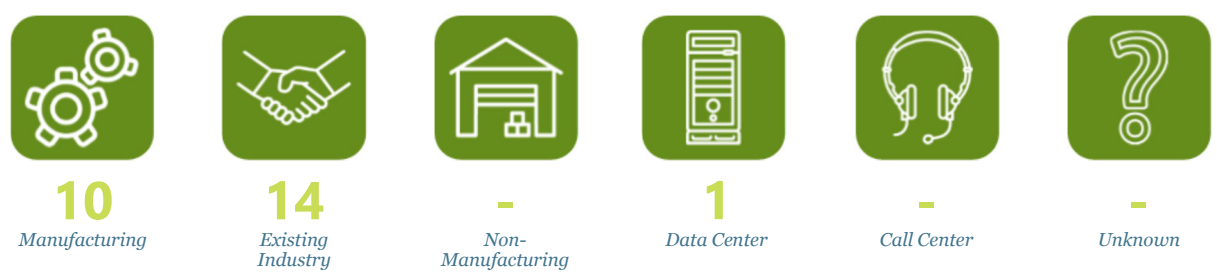 10
Manufacturing
14
Existing
Industry
-
Non-
Manufacturing
1
Data Center
-
Call Center
-
Unknown